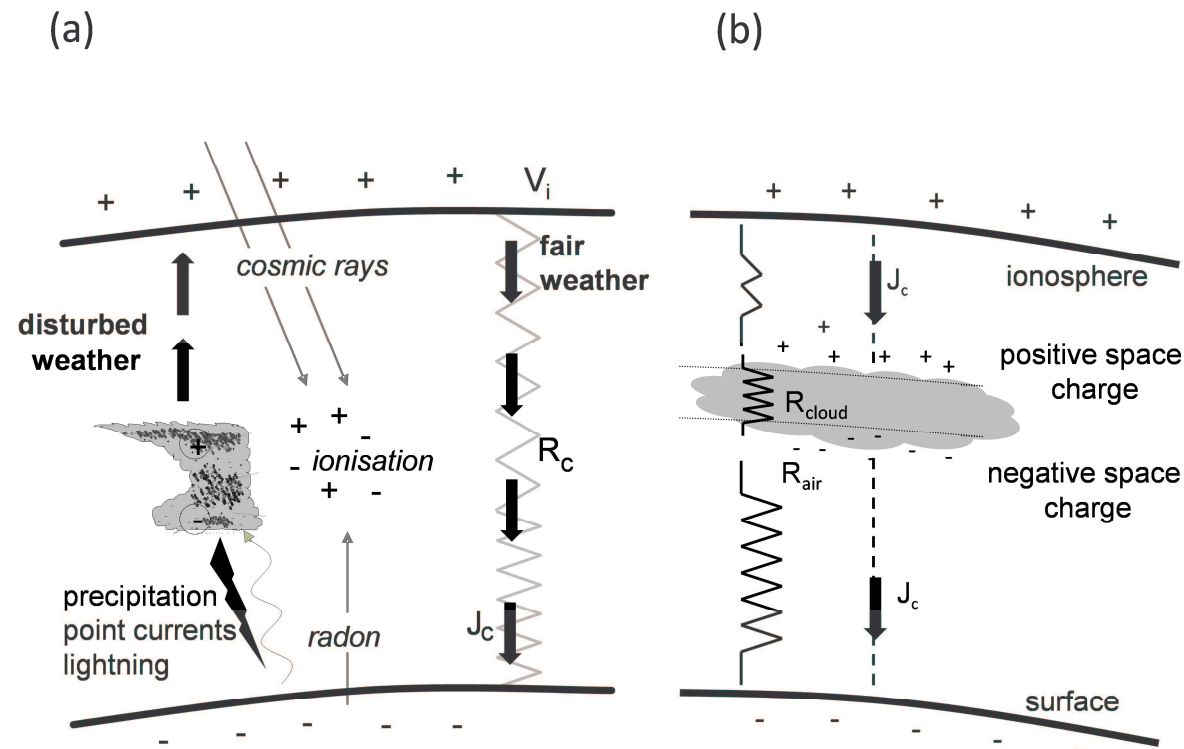 (a)
(b)
+ + + + + Vi
cosmic rays
fair
weather
disturbed
weather
+
-
+ + -
- ionisation
+ -
Rc
precipitation
point currents
lightning
radon
Jc
- - - - -
+ + + + +
ionosphere
Jc
+
+ + + + +
positive space
charge
Rcloud
- - - - - -
Rair
negative space
charge
Jc
surface
- - - -